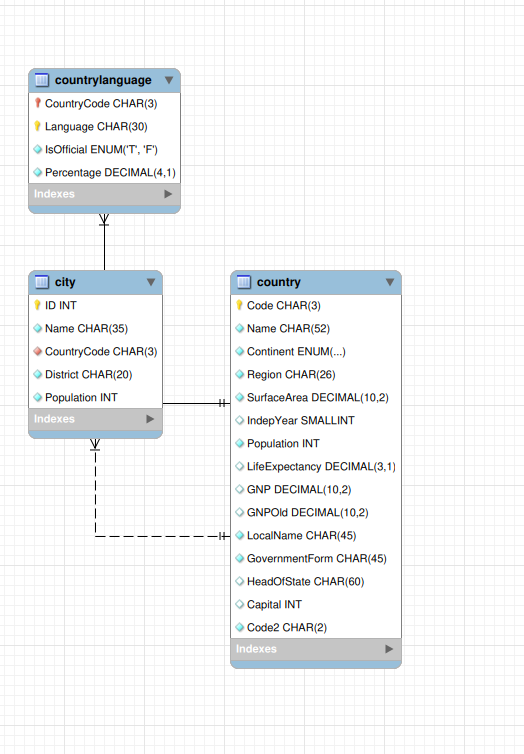 countrylanguage
CountryCode CHAR(3)
Language CHAR(30)
IsOfficial ENUM('T', 'F')
Percentage DECIMAL(4,1)
Indexes
city
ID INT
Name CHAR(35)
CountryCode CHAR(3)
District CHAR(20)
Population INT
Indexes
country
Code CHAR(3)
Name CHAR(52)
Continent ENUM(...)
Region CHAR(26)
SurfaceArea DECIMAL(10,2)
IndepYear SMALLINT
Population INT
LifeExpectancy DECIMAL(3,1)
GNP DECIMAL(10,2)
GNPOld DECIMAL(10,2)
LocalName CHAR(45)
GovernmentForm CHAR(45)
HeadOfState CHAR(60)
Capital INT
Code2 CHAR(2)
Indexes